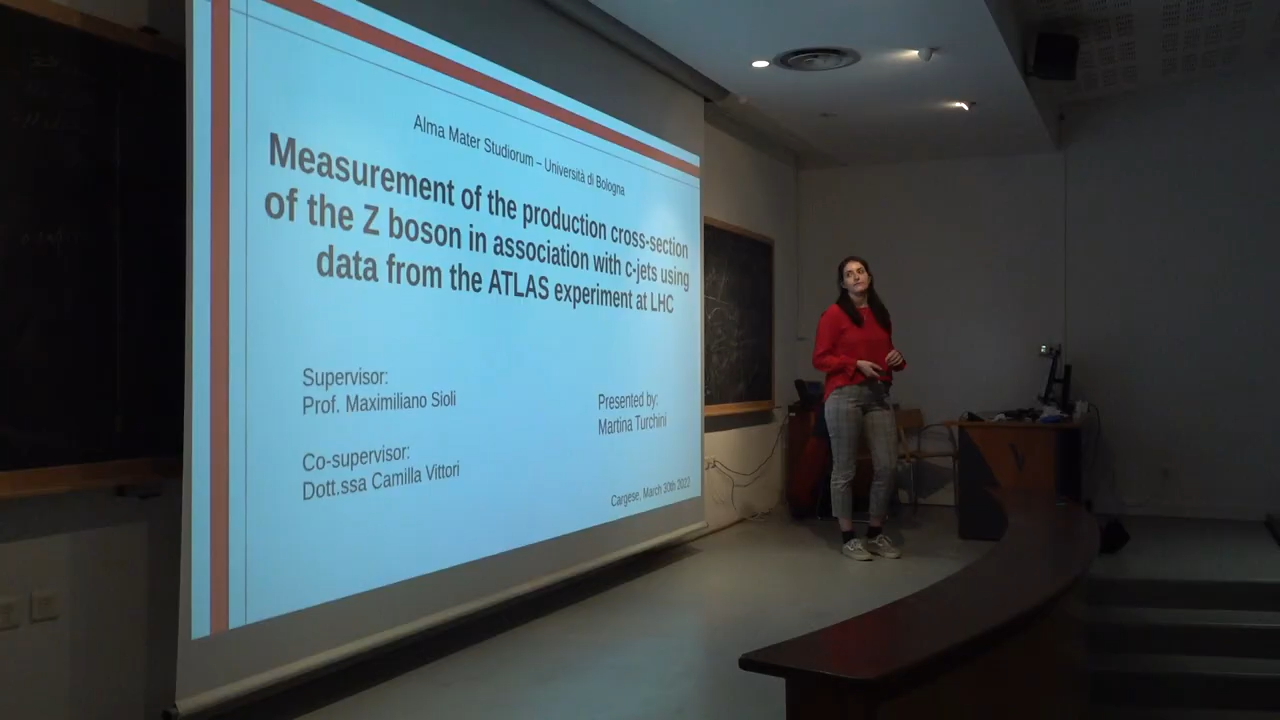 Alma Mater Studiorum – Università di Bologna
Measurement of the production cross-section
of the Z boson in association with c-jets using
data from the ATLAS experiment at LHC
Supervisor:
Prof. Maximiliano Sioli
Co-supervisor:
Dott.ssa Camilla Vittori
Presented by:
Martina Turchini
Cargese, March 30th 2022